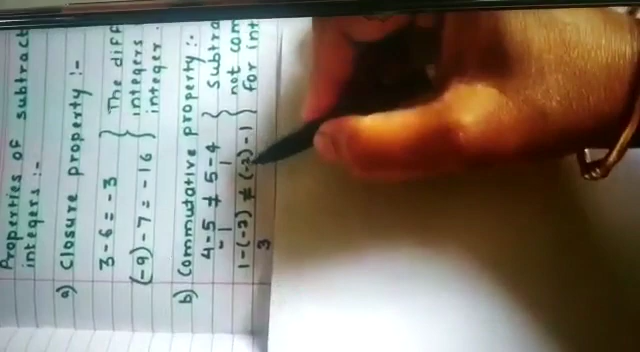 Properties of subtract
integers :-
a) Closure property :-
3 - 6 = -3 } The diff
integers
(-9) - 7 = -16 } integer.
b) Commutative property :-
4 - 5 ≠ 5 - 4 } Subtra
-1 1 not com
1 - (-2) ≠ (-2) - 1 } for int
3